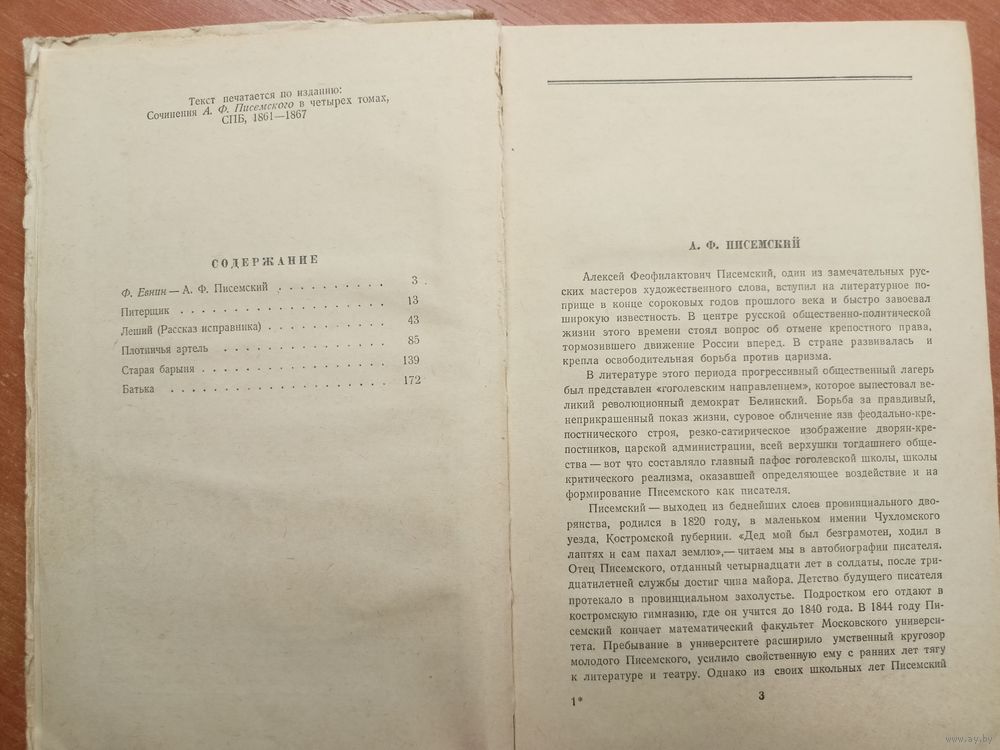 Текст печатается по изданию:
Сочинения А. Ф. Писемского в четырех томах,
СПБ, 1861—1867
СОДЕРЖАНИЕ
Ф. Евнин — А. Ф. Писемский . . . . . . . . . . 3
Питерщик . . . . . . . . . . . . . . . . . . 13
Леший (Рассказ исправника) . . . . . . . . . . . 43
Плотничья артель . . . . . . . . . . . . . . . 85
Старая барыня . . . . . . . . . . . . . . . . 139
Батька . . . . . . . . . . . . . . . . . . . 172
А. Ф. ПИСЕМСКИЙ
Алексей Феофилактович Писемский, один из замечательных рус-
ских мастеров художественного слова, вступил на литературное по-
прище в конце сороковых годов прошлого века и быстро завоевал
широкую известность. В центре русской общественно-политической
жизни этого времени стоял вопрос об отмене крепостного права,
тормозившего движение России вперед. В стране развивалась и
крепла освободительная борьба против царизма.
В литературе этого периода прогрессивный общественный лагерь
был представлен «гоголевским направлением», которое выпестовал ве-
ликий революционный демократ Белинский. Борьба за правдивый,
неприкрашенный показ жизни, суровое обличение язв феодально-кре-
постнического строя, резко-сатирическое изображение дворян-кре-
постников, царской администрации, всей верхушки тогдашнего обще-
ства — вот что составляло главный пафос гоголевской школы, школы
критического реализма, оказавшей определяющее воздействие и на
формирование Писемского как писателя.
Писемский — выходец из беднейших слоев провинциального дво-
рянства, родился в 1820 году, в маленьком имении Чухломского
уезда, Костромской губернии. «Дед мой был безграмотен, ходил в
лаптях и сам пахал землю»,— читаем мы в автобиографии писателя.
Отец Писемского, отданный четырнадцати лет в солдаты, после три-
дцатилетней службы достиг чина майора. Детство будущего писателя
протекало в провинциальном захолустье. Подростком его отдают в
костромскую гимназию, где он учится до 1840 года. В 1844 году Пи-
семский кончает математический факультет Московского универси-
тета. Пребывание в университете расширило умственный кругозор
молодого Писемского, усилило свойственную ему с ранних лет тягу
к литературе и театру. Однако из своих школьных лет Писемский
1* 3
www.ay.by